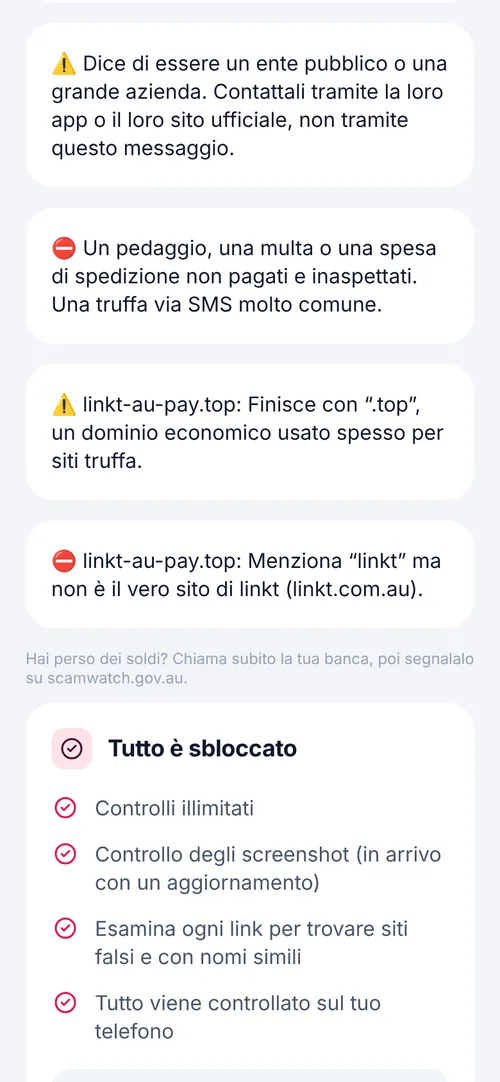 ⚠️ Dice di essere un ente pubblico o una
grande azienda. Contattali tramite la loro
app o il loro sito ufficiale, non tramite
questo messaggio.
⛔ Un pedaggio, una multa o una spesa
di spedizione non pagati e inaspettati.
Una truffa via SMS molto comune.
⚠️ linkt-au-pay.top: Finisce con “.top”,
un dominio economico usato spesso per
siti truffa.
⛔ linkt-au-pay.top: Menziona “linkt” ma
non è il vero sito di linkt (linkt.com.au).
Hai perso dei soldi? Chiama subito la tua banca, poi segnalalo
su scamwatch.gov.au.
Tutto è sbloccato
Controlli illimitati
Controllo degli screenshot (in arrivo
con un aggiornamento)
Esamina ogni link per trovare siti
falsi e con nomi simili
Tutto viene controllato sul tuo
telefono